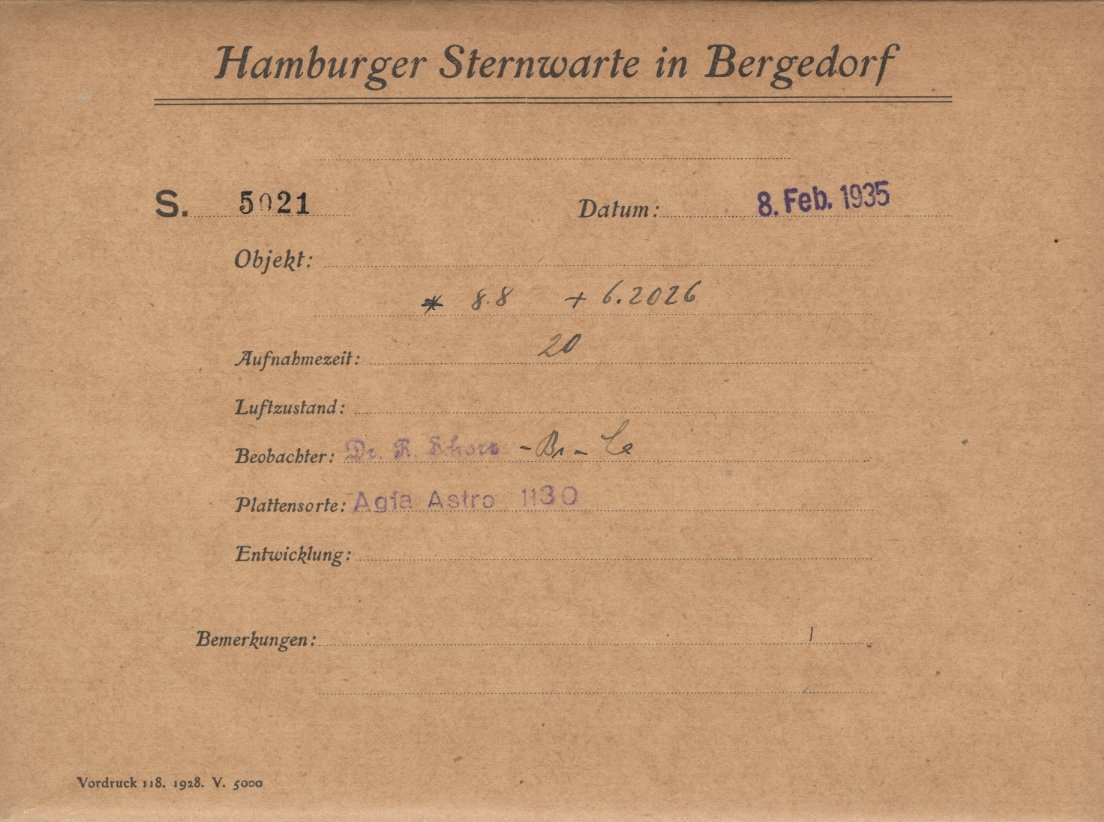 Hamburger Sternwarte in Bergedorf
S. 5021 Datum: 8. Feb. 1935
Objekt:
* 8.8 + 6.2026
Aufnahmezeit: 20
Luftzustand:
Beobachter: Dr. R. Schorr - Br -
Plattensorte: Agfa Astro 1130
Entwicklung:
Bemerkungen:
Vordruck 118. 1928. V. 5000